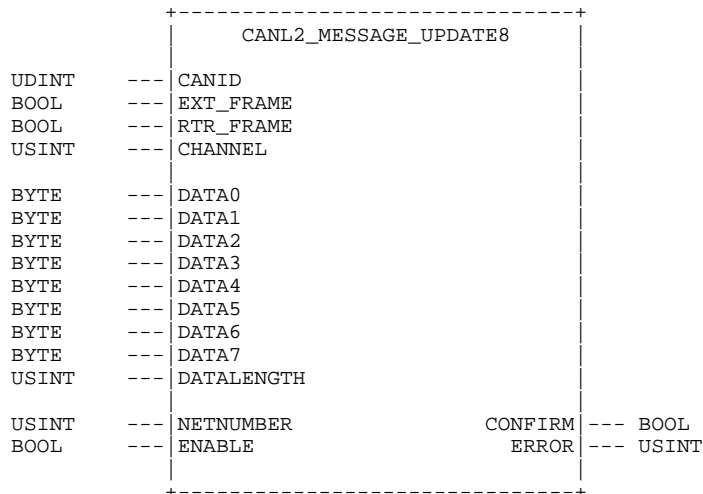 CANL2_MESSAGE_UPDATE8
UDINT ---|CANID
BOOL ---|EXT_FRAME
BOOL ---|RTR_FRAME
USINT ---|CHANNEL
BYTE ---|DATA0
BYTE ---|DATA1
BYTE ---|DATA2
BYTE ---|DATA3
BYTE ---|DATA4
BYTE ---|DATA5
BYTE ---|DATA6
BYTE ---|DATA7
USINT ---|DATALENGTH
USINT ---|NETNUMBER CONFIRM|--- BOOL
BOOL ---|ENABLE ERROR|--- USINT